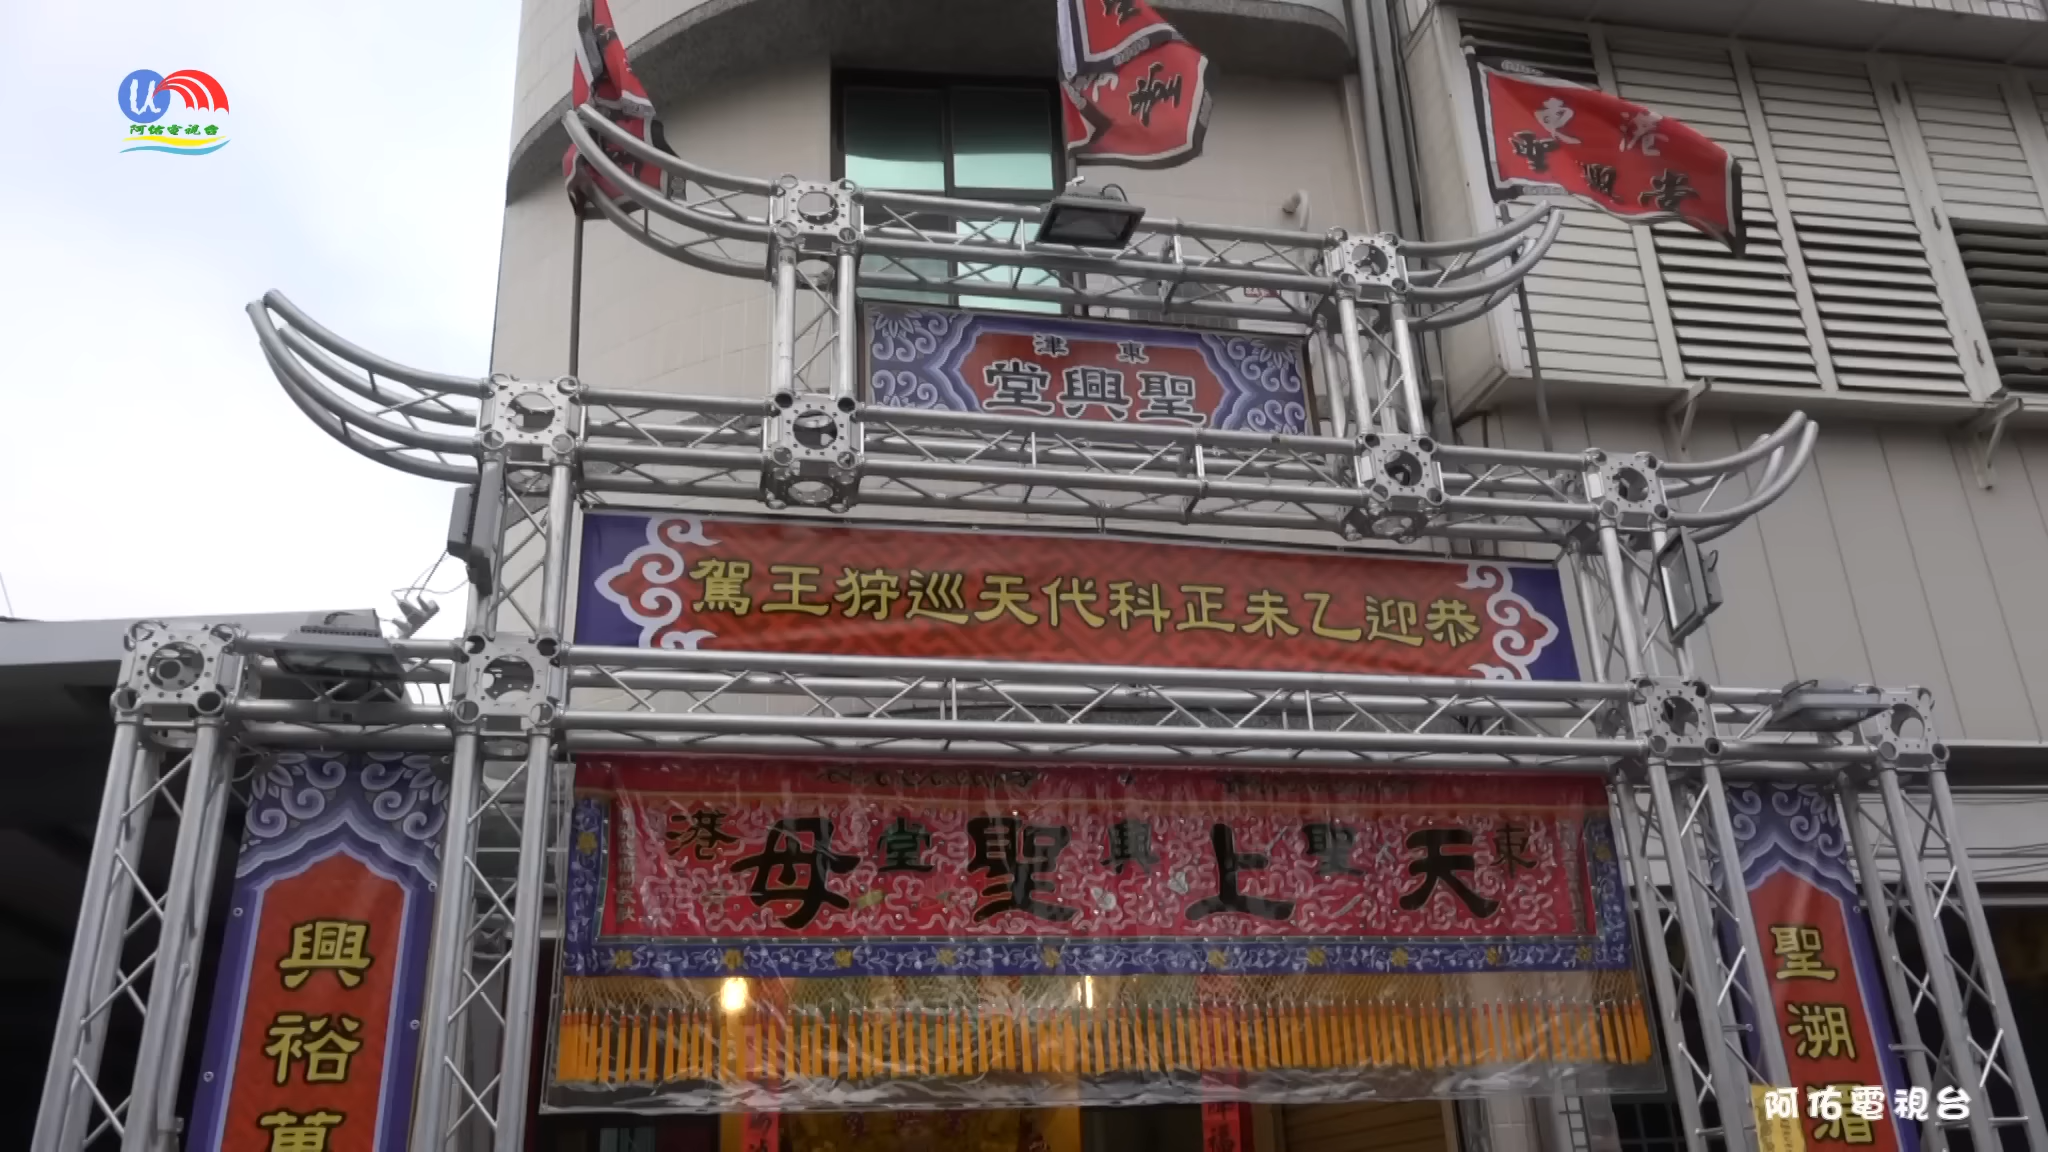 阿佑電視台
東港
聖興堂
東津
聖興堂
恭迎乙未正科代天巡狩王駕
東聖興堂港
天上聖母
聖溯湄
興裕萬
阿佑電視台